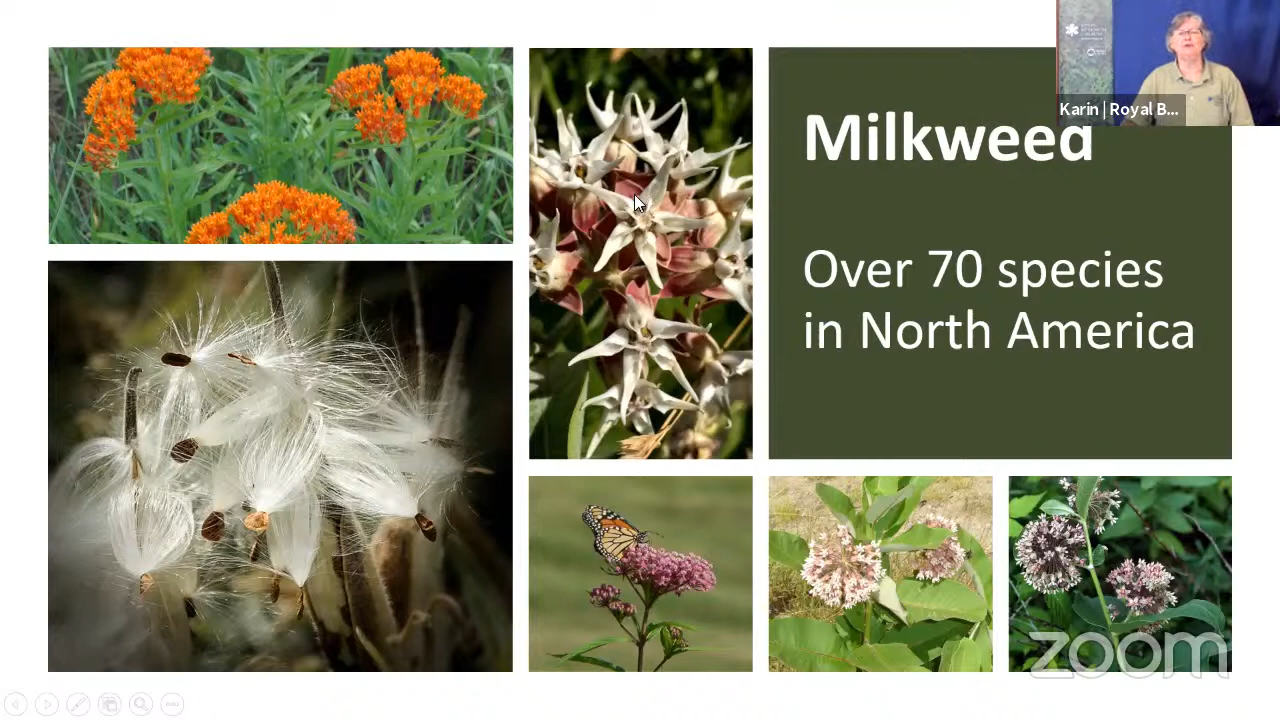 Karin | Royal B...
Milkweed
Over 70 species
in North America
zoom